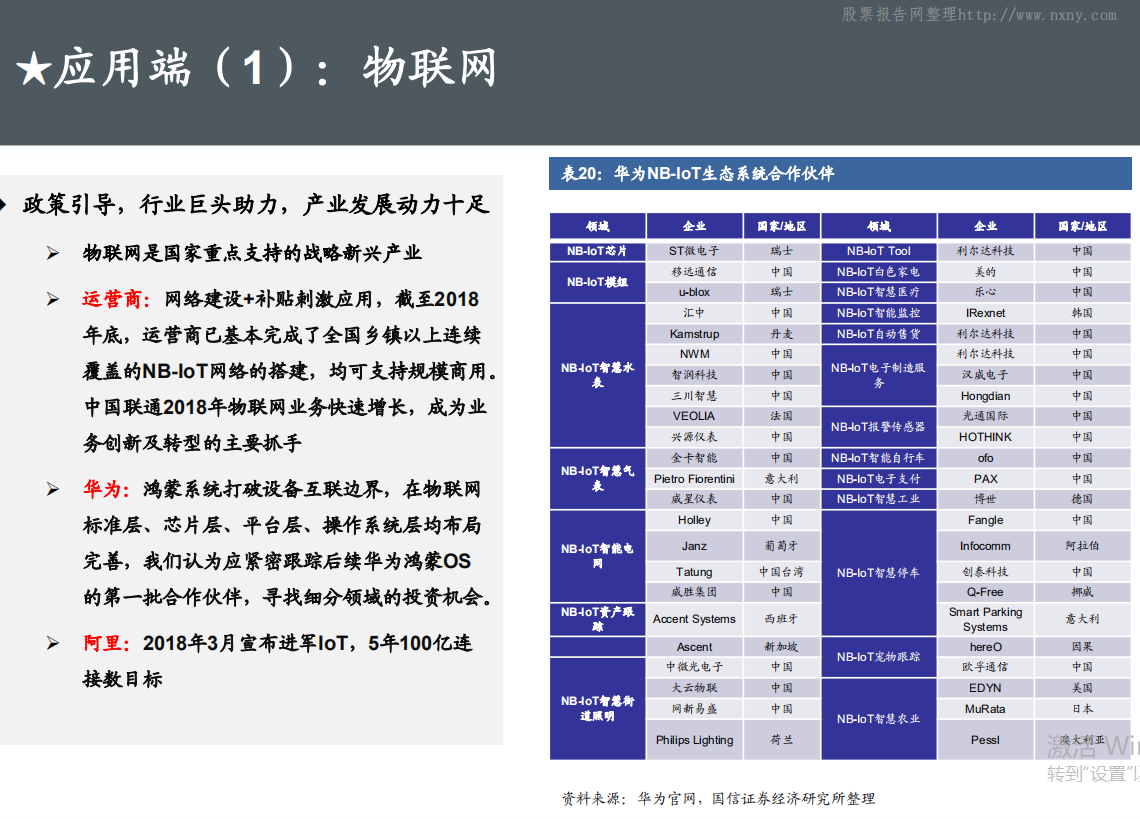 股票报告网整理http://www.nxny.com
★应用端（1）：物联网
政策引导，行业巨头助力，产业发展动力十足
物联网是国家重点支持的战略新兴产业
运营商：网络建设+补贴刺激应用，截至2018
年底，运营商已基本完成了全国乡镇以上连续
覆盖的NB-IoT网络的搭建，均可支持规模商用。
中国联通2018年物联网业务快速增长，成为业
务创新及转型的主要抓手
华为：鸿蒙系统打破设备互联边界，在物联网
标准层、芯片层、平台层、操作系统层均布局
完善，我们认为应紧密跟踪后续华为鸿蒙OS
的第一批合作伙伴，寻找细分领域的投资机会。
阿里：2018年3月宣布进军IoT，5年100亿连
接数目标
表20：华为NB-IoT生态系统合作伙伴
领域 企业 国家/地区 领域 企业 国家/地区
NB-IoT芯片 ST微电子 瑞士 NB-IoT Tool 利尔达科技 中国
NB-IoT模组 移远通信 中国 NB-IoT白色家电 美的 中国
u-blox 瑞士 NB-IoT智慧医疗 乐心 中国
NB-IoT智慧水
表 汇中 中国 NB-IoT智能监控 IRexnet 韩国
Kamstrup 丹麦 NB-IoT自动售货 利尔达科技 中国
NWM 中国 NB-IoT电子制造服
务 利尔达科技 中国
智润科技 中国 汉威电子 中国
三川智慧 中国 Hongdian 中国
VEOLIA 法国 NB-IoT报警传感器 光通国际 中国
兴源仪表 中国 HOTHINK 中国
NB-IoT智慧气
表 金卡智能 中国 NB-IoT智能自行车 ofo 中国
Pietro Fiorentini 意大利 NB-IoT电子支付 PAX 中国
威星仪表 中国 NB-IoT智慧工业 博世 德国
NB-IoT智能电
网 Holley 中国 NB-IoT智慧停车 Fangle 中国
Janz 葡萄牙 Infocomm 阿拉伯
Tatung 中国台湾 创泰科技 中国
威胜集团 中国 Q-Free 挪威
NB-IoT资产跟
踪 Accent Systems 西班牙 Smart Parking
Systems 意大利
Ascent 新加坡 NB-IoT宠物跟踪 hereO 因果
NB-IoT智慧街
道照明 中微光电子 中国 欧孚通信 中国
大云物联 中国 NB-IoT智慧农业 EDYN 美国
网新易盛 中国 MuRata 日本
Philips Lighting 荷兰 Pessl 澳大利亚
激活 Win
转到"设置"以
资料来源：华为官网，国信证券经济研究所整理